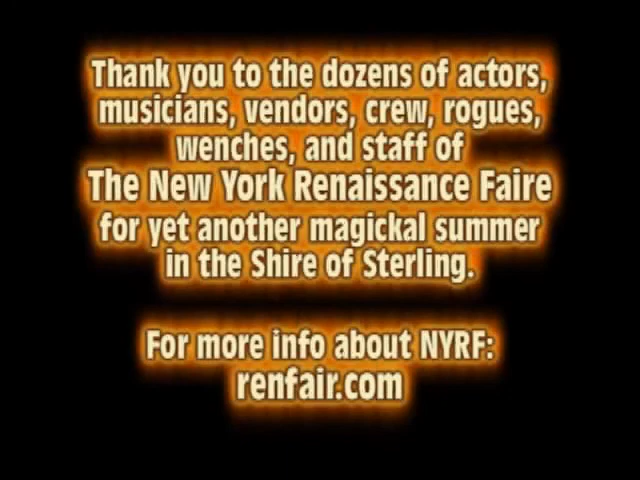 Thank you to the dozens of actors,
musicians, vendors, crew, rogues,
wenches, and staff of
The New York Renaissance Faire
for yet another magickal summer
in the Shire of Sterling.
For more info about NYRF:
renfair.com